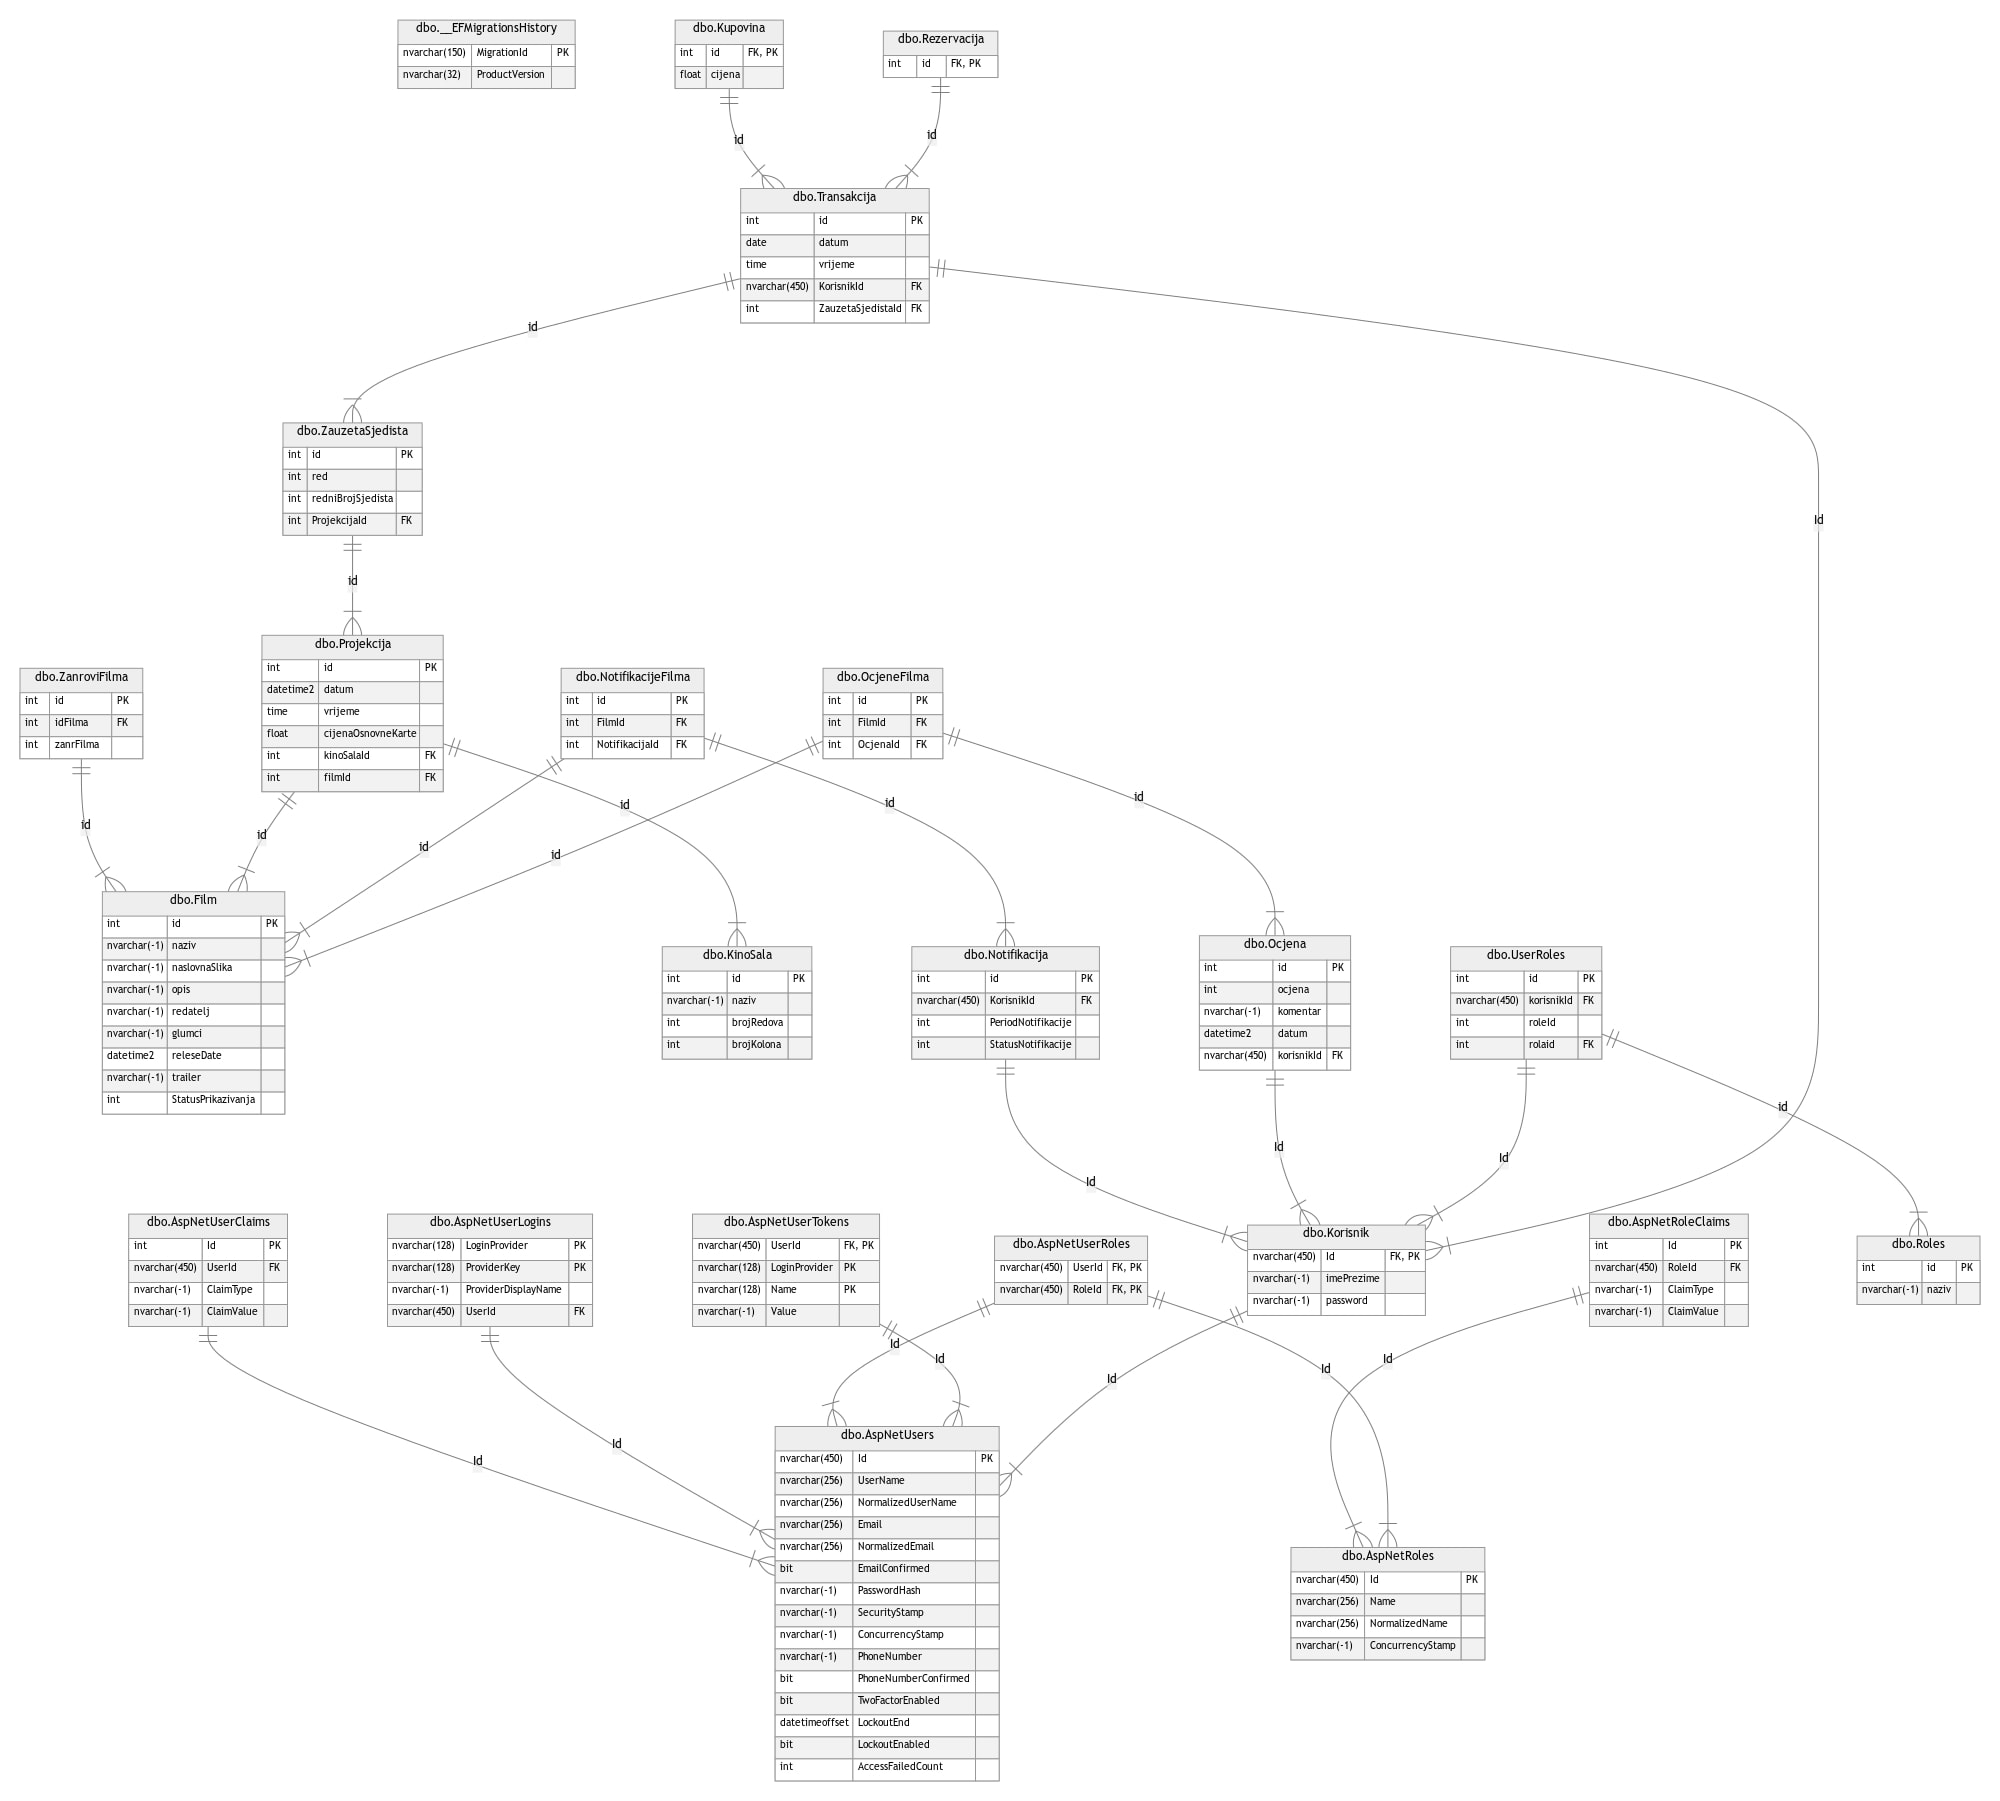 dbo.__EFMigrationsHistory
nvarchar(150) MigrationId PK
nvarchar(32) ProductVersion
dbo.Kupovina
int id FK, PK
float cijena
dbo.Rezervacija
int id FK, PK
id
id
dbo.Transakcija
int id PK
date datum
time vrijeme
nvarchar(450) KorisnikId FK
int ZauzetaSjedistaId FK
id
Id
dbo.ZauzetaSjedista
int id PK
int red
int redniBrojSjedista
int ProjekcijaId FK
id
dbo.ZanroviFilma
int id PK
int idFilma FK
int zanrFilma
dbo.Projekcija
int id PK
datetime2 datum
time vrijeme
float cijenaOsnovneKarte
int kinoSalaId FK
int filmId FK
dbo.NotifikacijeFilma
int id PK
int FilmId FK
int NotifikacijaId FK
dbo.OcjeneFilma
int id PK
int FilmId FK
int OcjenaId FK
id
id
id
id
id
id
id
dbo.Film
int id PK
nvarchar(-1) naziv
nvarchar(-1) naslovnaSlika
nvarchar(-1) opis
nvarchar(-1) redatelj
nvarchar(-1) glumci
datetime2 releseDate
nvarchar(-1) trailer
int StatusPrikazivanja
dbo.KinoSala
int id PK
nvarchar(-1) naziv
int brojRedova
int brojKolona
dbo.Notifikacija
int id PK
nvarchar(450) KorisnikId FK
int PeriodNotifikacije
int StatusNotifikacije
dbo.Ocjena
int id PK
int ocjena
nvarchar(-1) komentar
datetime2 datum
nvarchar(450) korisnikId FK
dbo.UserRoles
int id PK
nvarchar(450) korisnikId FK
int roleId
int rolaid FK
id
Id
Id
Id
dbo.AspNetUserClaims
int Id PK
nvarchar(450) UserId FK
nvarchar(-1) ClaimType
nvarchar(-1) ClaimValue
dbo.AspNetUserLogins
nvarchar(128) LoginProvider PK
nvarchar(128) ProviderKey PK
nvarchar(-1) ProviderDisplayName
nvarchar(450) UserId FK
dbo.AspNetUserTokens
nvarchar(450) UserId FK, PK
nvarchar(128) LoginProvider PK
nvarchar(128) Name PK
nvarchar(-1) Value
dbo.AspNetUserRoles
nvarchar(450) UserId FK, PK
nvarchar(450) RoleId FK, PK
dbo.Korisnik
nvarchar(450) Id FK, PK
nvarchar(-1) imePrezime
nvarchar(-1) password
dbo.AspNetRoleClaims
int Id PK
nvarchar(450) RoleId FK
nvarchar(-1) ClaimType
nvarchar(-1) ClaimValue
dbo.Roles
int id PK
nvarchar(-1) naziv
Id
Id
Id
Id
Id
Id
Id
dbo.AspNetUsers
nvarchar(450) Id PK
nvarchar(256) UserName
nvarchar(256) NormalizedUserName
nvarchar(256) Email
nvarchar(256) NormalizedEmail
bit EmailConfirmed
nvarchar(-1) PasswordHash
nvarchar(-1) SecurityStamp
nvarchar(-1) ConcurrencyStamp
nvarchar(-1) PhoneNumber
bit PhoneNumberConfirmed
bit TwoFactorEnabled
datetimeoffset LockoutEnd
bit LockoutEnabled
int AccessFailedCount
dbo.AspNetRoles
nvarchar(450) Id PK
nvarchar(256) Name
nvarchar(256) NormalizedName
nvarchar(-1) ConcurrencyStamp